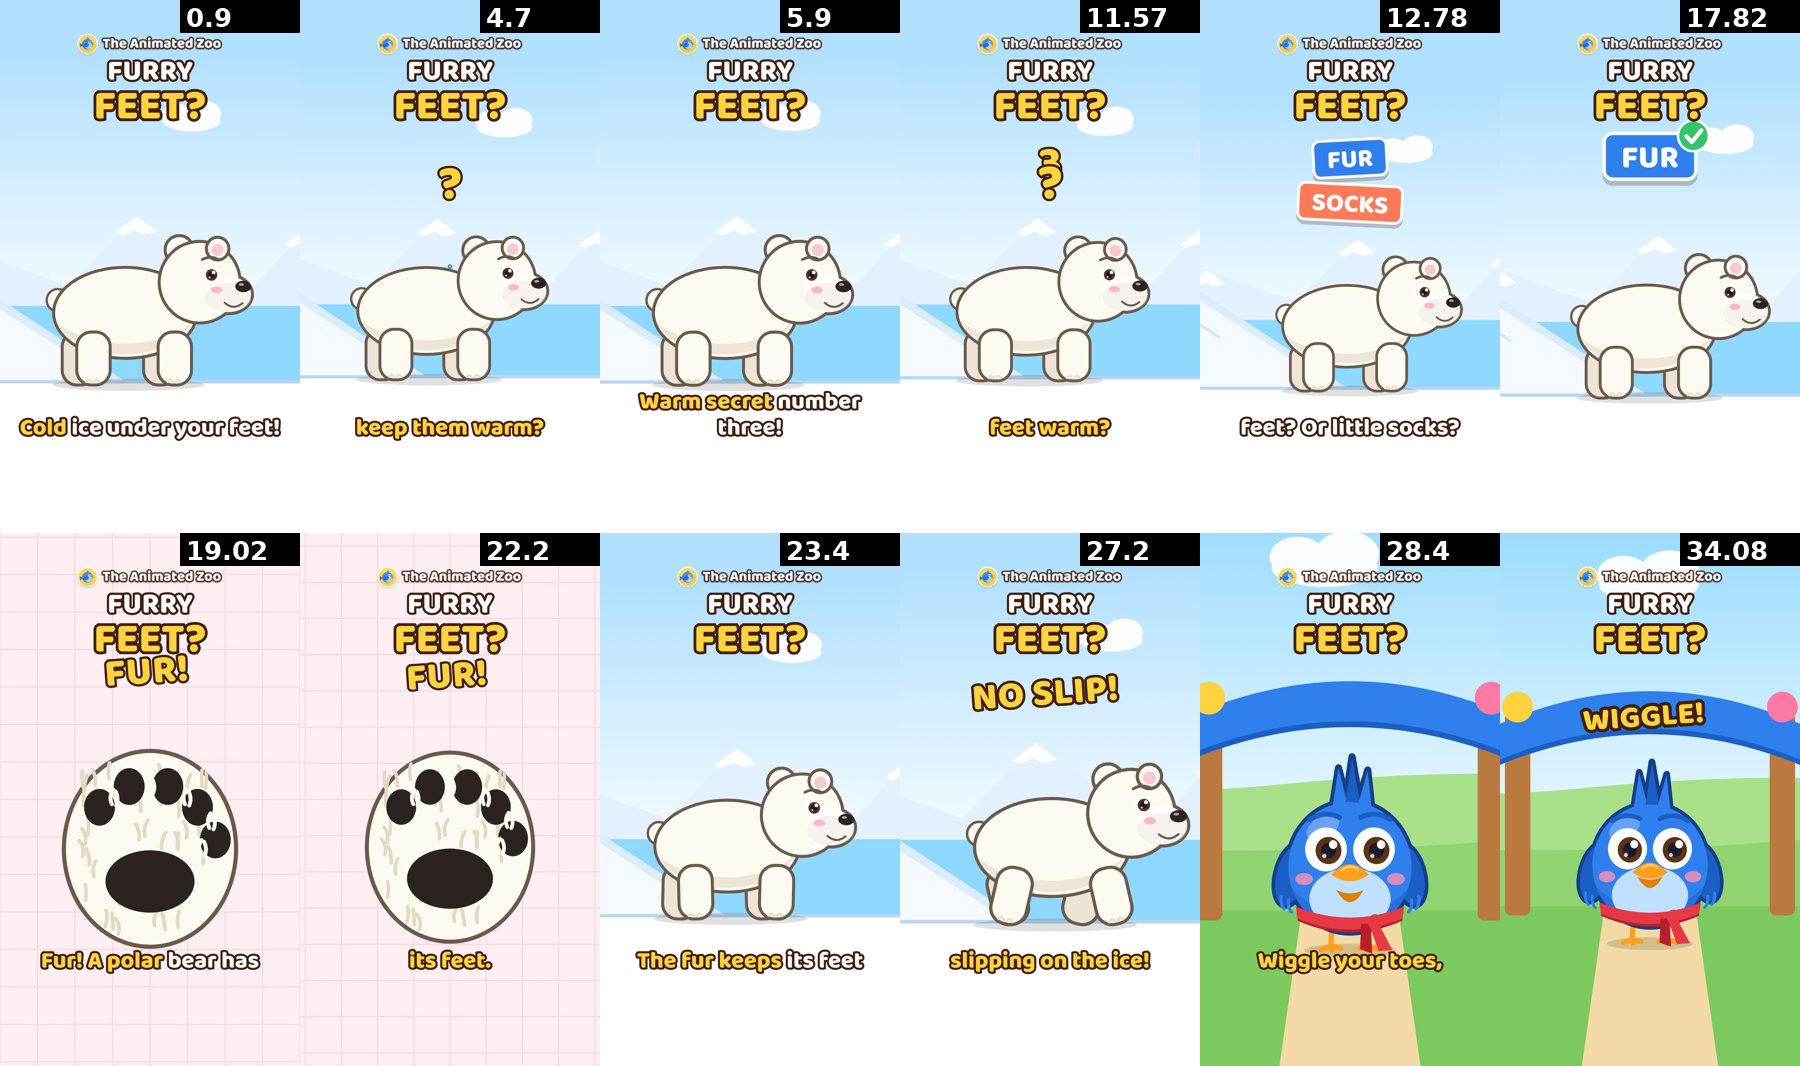 0.9
The Animated Zoo
FURRY
FEET?
Cold ice under your feet!
4.7
The Animated Zoo
FURRY
FEET?
?
keep them warm?
5.9
The Animated Zoo
FURRY
FEET?
Warm secret number
three!
11.57
The Animated Zoo
FURRY
FEET?
3
?
feet warm?
12.78
The Animated Zoo
FURRY
FEET?
FUR
SOCKS
feet? Or little socks?
17.82
The Animated Zoo
FURRY
FEET?
FUR
19.02
The Animated Zoo
FURRY
FEET?
FUR!
Fur! A polar bear has
22.2
The Animated Zoo
FURRY
FEET?
FUR!
its feet.
23.4
The Animated Zoo
FURRY
FEET?
The fur keeps its feet
27.2
The Animated Zoo
FURRY
FEET?
NO SLIP!
slipping on the ice!
28.4
The Animated Zoo
FURRY
FEET?
Wiggle your toes,
34.08
The Animated Zoo
FURRY
FEET?
WIGGLE!